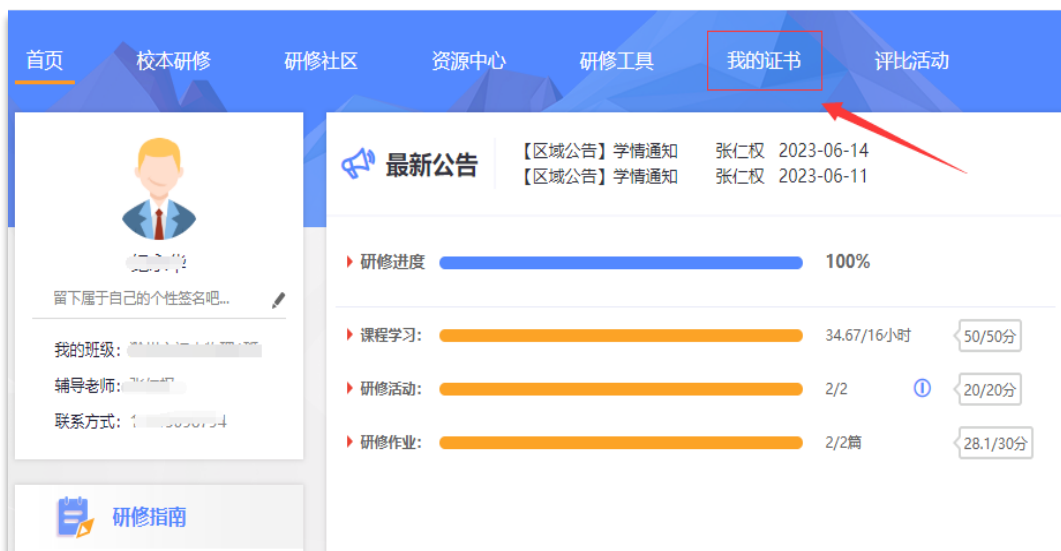 首页 校本研修 研修社区 资源中心 研修工具 我的证书 评比活动
最新公告
【区域公告】学情通知 张仁权 2023-06-14
【区域公告】学情通知 张仁权 2023-06-11
留下属于自己的个性签名吧...
我的班级：
辅导老师：
联系方式：
研修进度 100%
课程学习： 34.67/16小时 50/50分
研修活动： 2/2 20/20分
研修作业： 2/2篇 28.1/30分
研修指南